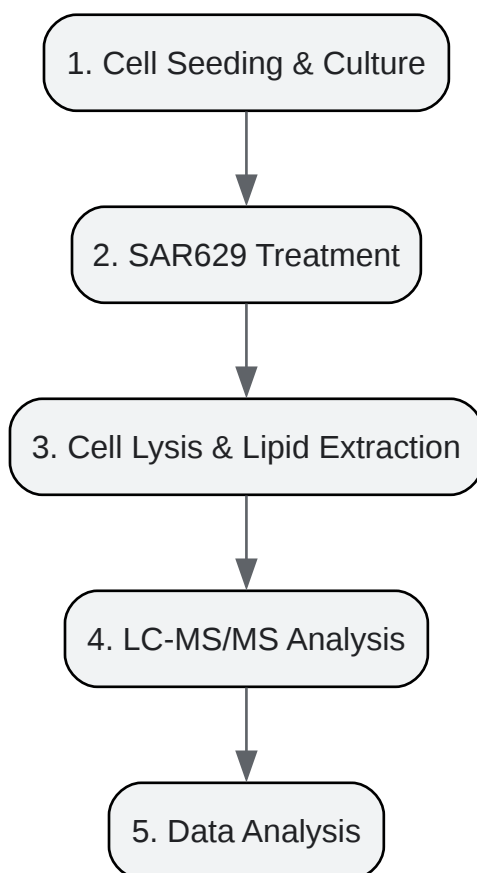 1. Cell Seeding & Culture
2. SAR629 Treatment
3. Cell Lysis & Lipid Extraction
4. LC-MS/MS Analysis
5. Data Analysis